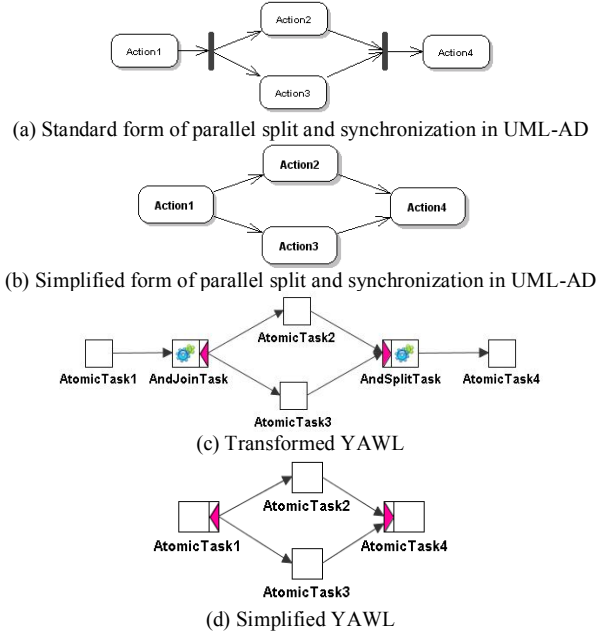 Action2
Action1
Action4
Action3
(a) Standard form of parallel split and synchronization in UML-AD
Action2
Action1
Action4
Action3
(b) Simplified form of parallel split and synchronization in UML-AD
AtomicTask2
AtomicTask1 AndJoinTask AndSplitTask AtomicTask4
AtomicTask3
(c) Transformed YAWL
AtomicTask2
AtomicTask1 AtomicTask4
AtomicTask3
(d) Simplified YAWL